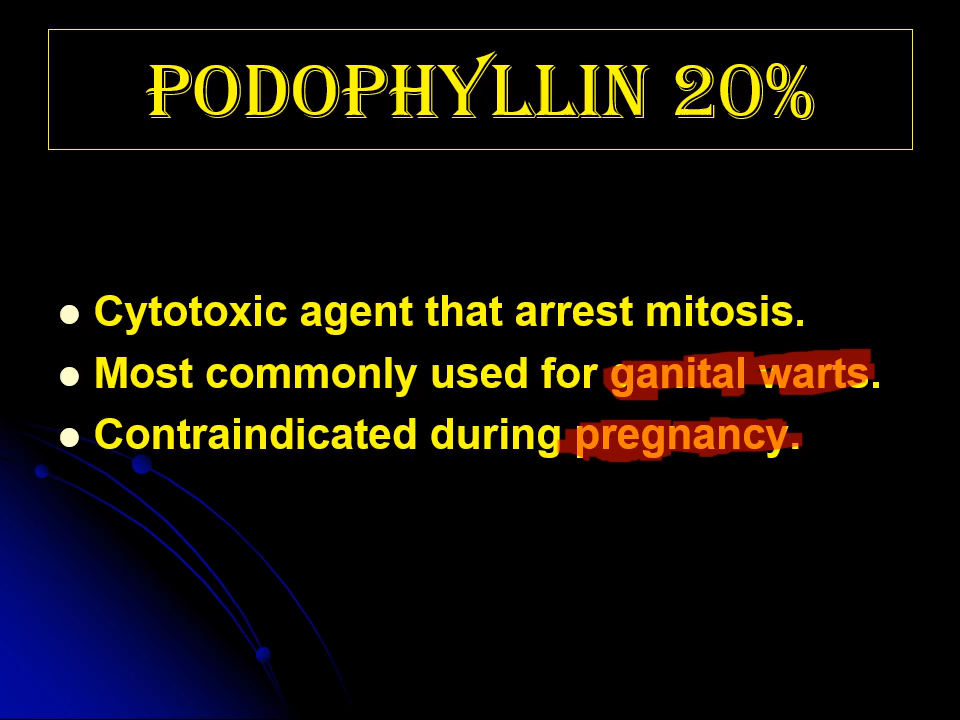 PODOPHYLLIN 20%
Cytotoxic agent that arrest mitosis.
Most commonly used for ganital warts.
Contraindicated during pregnancy.